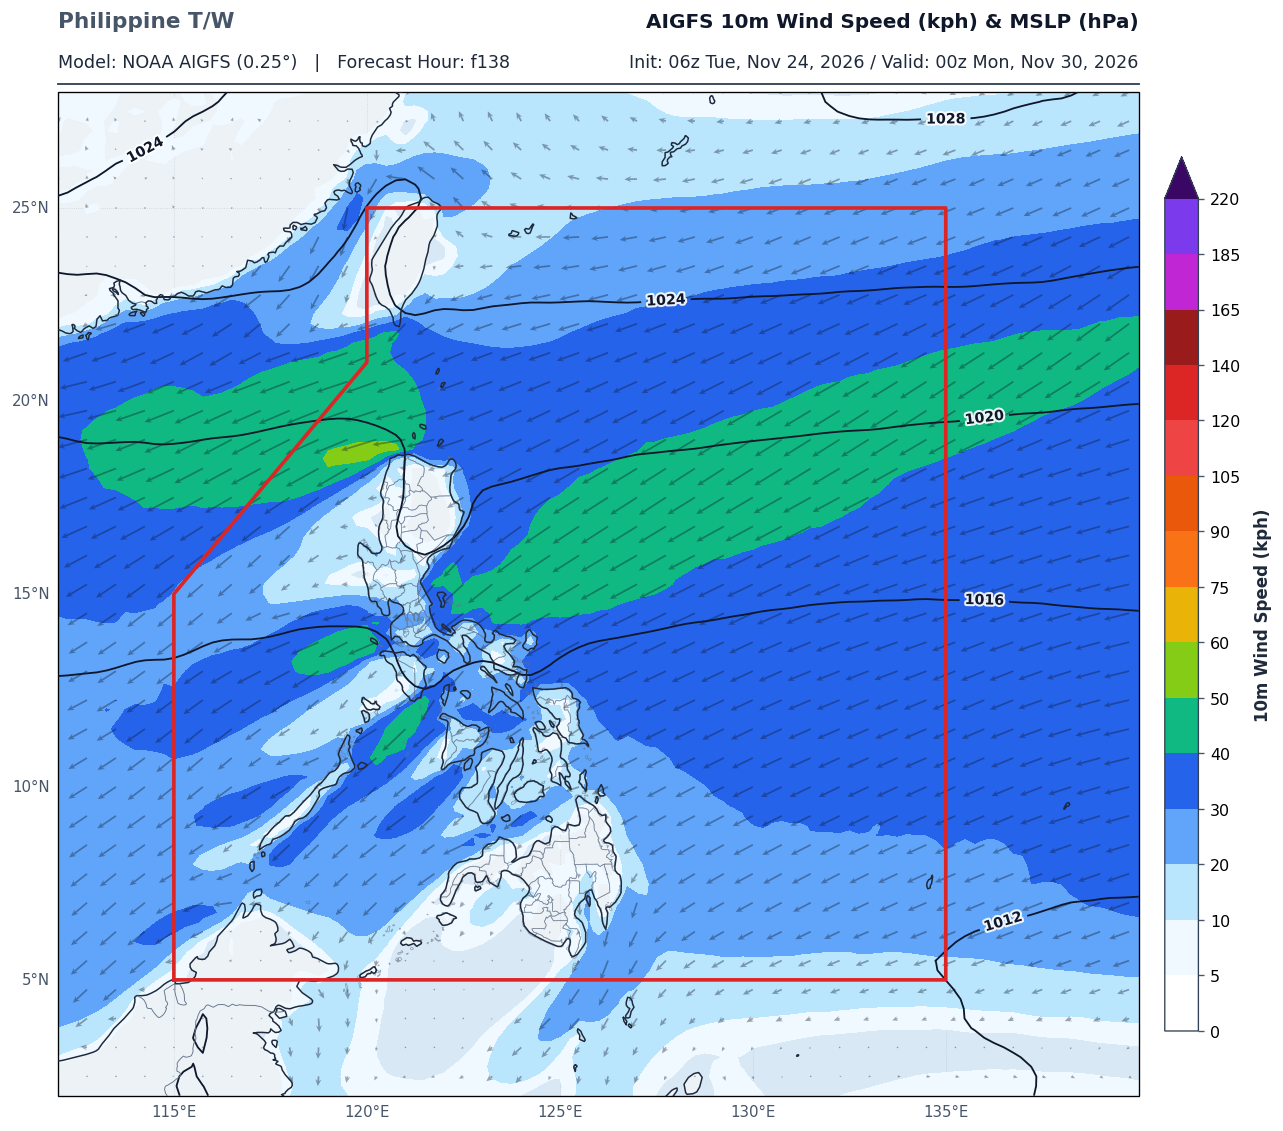 Philippine T/W
AIGFS 10m Wind Speed (kph) & MSLP (hPa)
Model: NOAA AIGFS (0.25°) | Forecast Hour: f138
Init: 06z Tue, Nov 24, 2026 / Valid: 00z Mon, Nov 30, 2026
1024
1028
1024
1020
1016
1012
25°N
20°N
15°N
10°N
5°N
115°E
120°E
125°E
130°E
135°E
220
185
165
140
120
105
90
75
60
50
40
30
20
10
5
0
10m Wind Speed (kph)